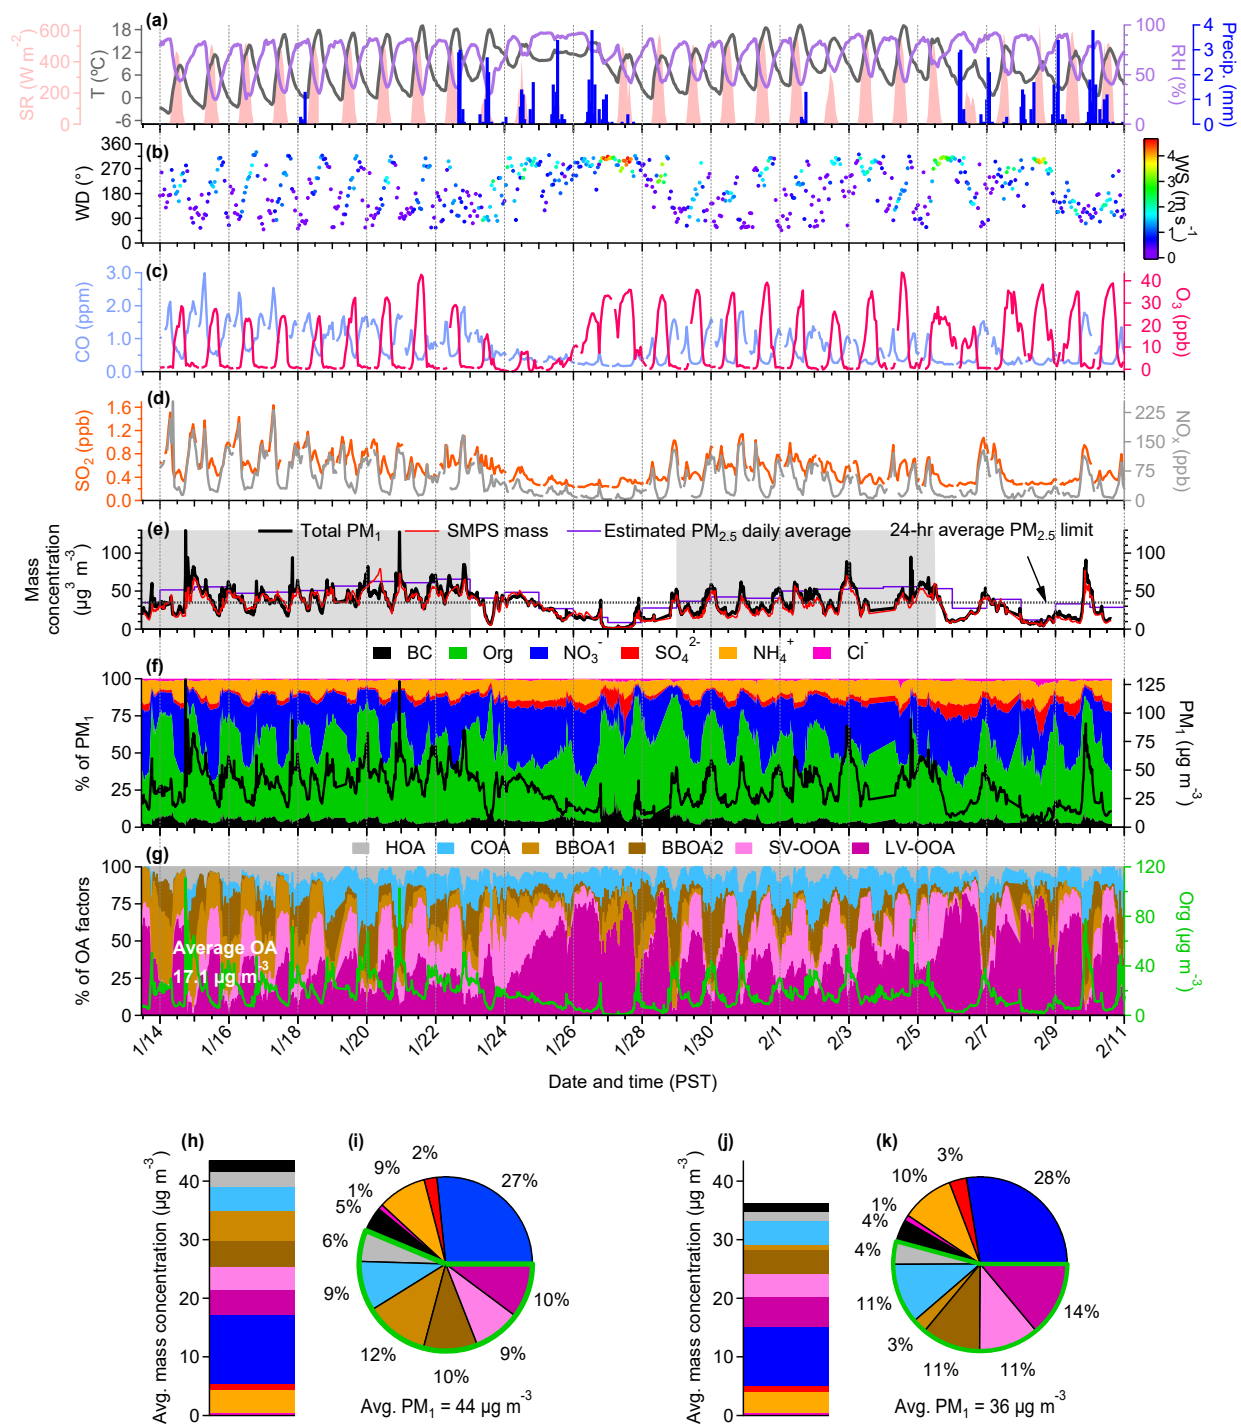 (a)
SR (W m-2)
600
400
200
0
T (°C)
18
12
6
0
-6
100
50
0
RH (%)
4
3
2
1
0
Precip. (mm)
(b)
WD (°)
360
270
180
90
0
4
3
2
1
0
WS (m s-1)
(c)
CO (ppm)
3.0
2.0
1.0
0.0
40
30
20
10
0
O3 (ppb)
(d)
SO2 (ppb)
1.6
1.2
0.8
0.4
0.0
225
150
75
0
NOx (ppb)
(e)
Total PM1
SMPS mass
Estimated PM2.5 daily average
24-hr average PM2.5 limit
Mass
concentration
(µg3 m-3)
100
50
0
100
50
0
BC
Org
NO3-
SO42-
NH4+
Cl-
(f)
% of PM1
100
75
50
25
0
125
100
75
50
25
0
PM1 (µg m-3)
HOA
COA
BBOA1
BBOA2
SV-OOA
LV-OOA
(g)
% of OA factors
100
75
50
25
0
Average OA
17.1 µg m-3
120
80
40
0
Org (µg m-3)
1/14
1/16
1/18
1/20
1/22
1/24
1/26
1/28
1/30
2/1
2/3
2/5
2/7
2/9
2/11
Date and time (PST)
(h)
Avg. mass concentration (µg m-3)
40
30
20
10
0
(i)
2%
27%
9%
1%
5%
6%
9%
12%
10%
9%
10%
Avg. PM1 = 44 µg m-3
(j)
Avg. mass concentration (µg m-3)
40
30
20
10
0
(k)
3%
28%
10%
1%
4%
4%
11%
3%
11%
11%
14%
Avg. PM1 = 36 µg m-3